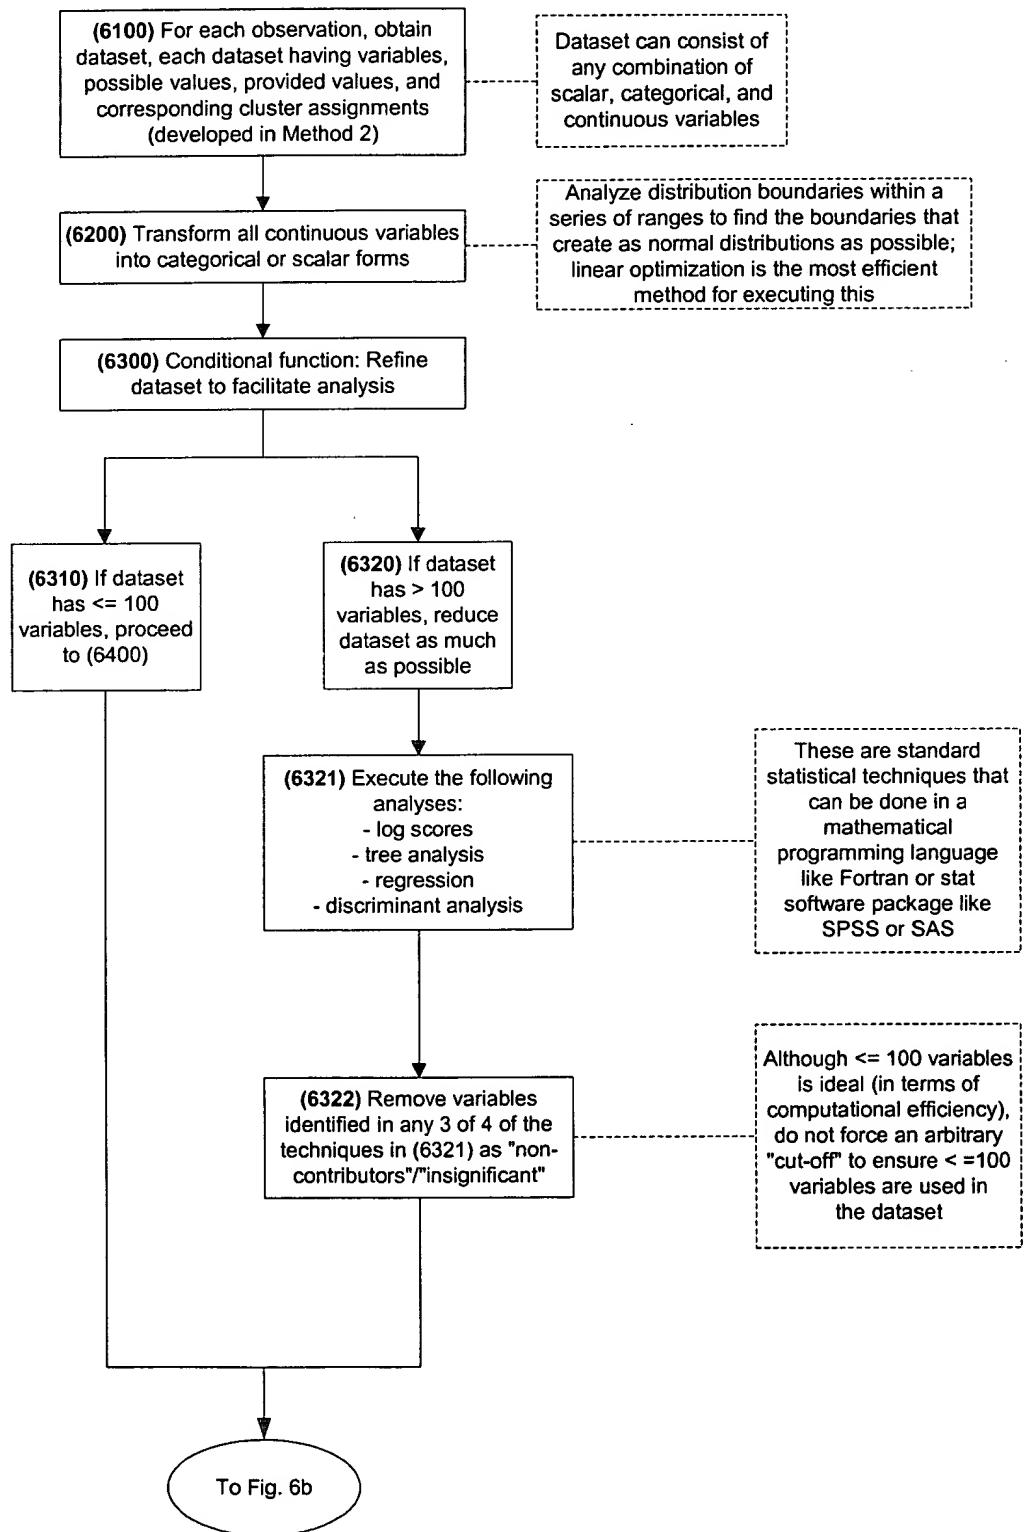 (6100) For each observation, obtain
dataset, each dataset having variables,
possible values, provided values, and
corresponding cluster assignments
(developed in Method 2)
Dataset can consist of
any combination of
scalar, categorical, and
continuous variables
(6200) Transform all continuous variables
into categorical or scalar forms
Analyze distribution boundaries within a
series of ranges to find the boundaries that
create as normal distributions as possible;
linear optimization is the most efficient
method for executing this
(6300) Conditional function: Refine
dataset to facilitate analysis
(6310) If dataset
has <= 100
variables, proceed
to (6400)
(6320) If dataset
has > 100
variables, reduce
dataset as much
as possible
(6321) Execute the following
analyses:
- log scores
- tree analysis
- regression
- discriminant analysis
These are standard
statistical techniques that
can be done in a
mathematical
programming language
like Fortran or stat
software package like
SPSS or SAS
(6322) Remove variables
identified in any 3 of 4 of the
techniques in (6321) as "non-
contributors"/"insignificant"
Although <= 100 variables
is ideal (in terms of
computational efficiency),
do not force an arbitrary
"cut-off" to ensure < =100
variables are used in
the dataset
To Fig. 6b